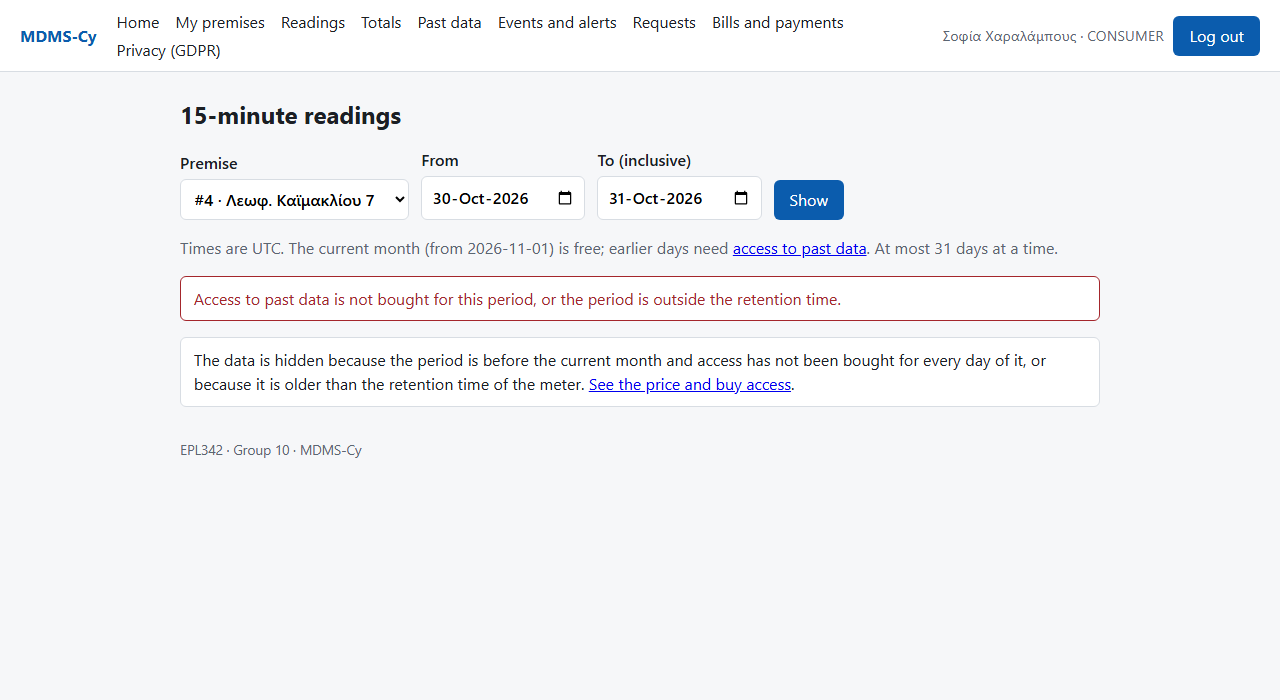 MDMS-Cy
Home My premises Readings Totals Past data Events and alerts Requests Bills and payments
Privacy (GDPR)
Σοφία Χαραλάμπους · CONSUMER
Log out
15-minute readings
Premise
From
To (inclusive)
#4 · Λεωφ. Καϊμακλίου 7
30-Oct-2026
31-Oct-2026
Show
Times are UTC. The current month (from 2026-11-01) is free; earlier days need access to past data. At most 31 days at a time.
Access to past data is not bought for this period, or the period is outside the retention time.
The data is hidden because the period is before the current month and access has not been bought for every day of it, or
because it is older than the retention time of the meter. See the price and buy access.
EPL342 · Group 10 · MDMS-Cy